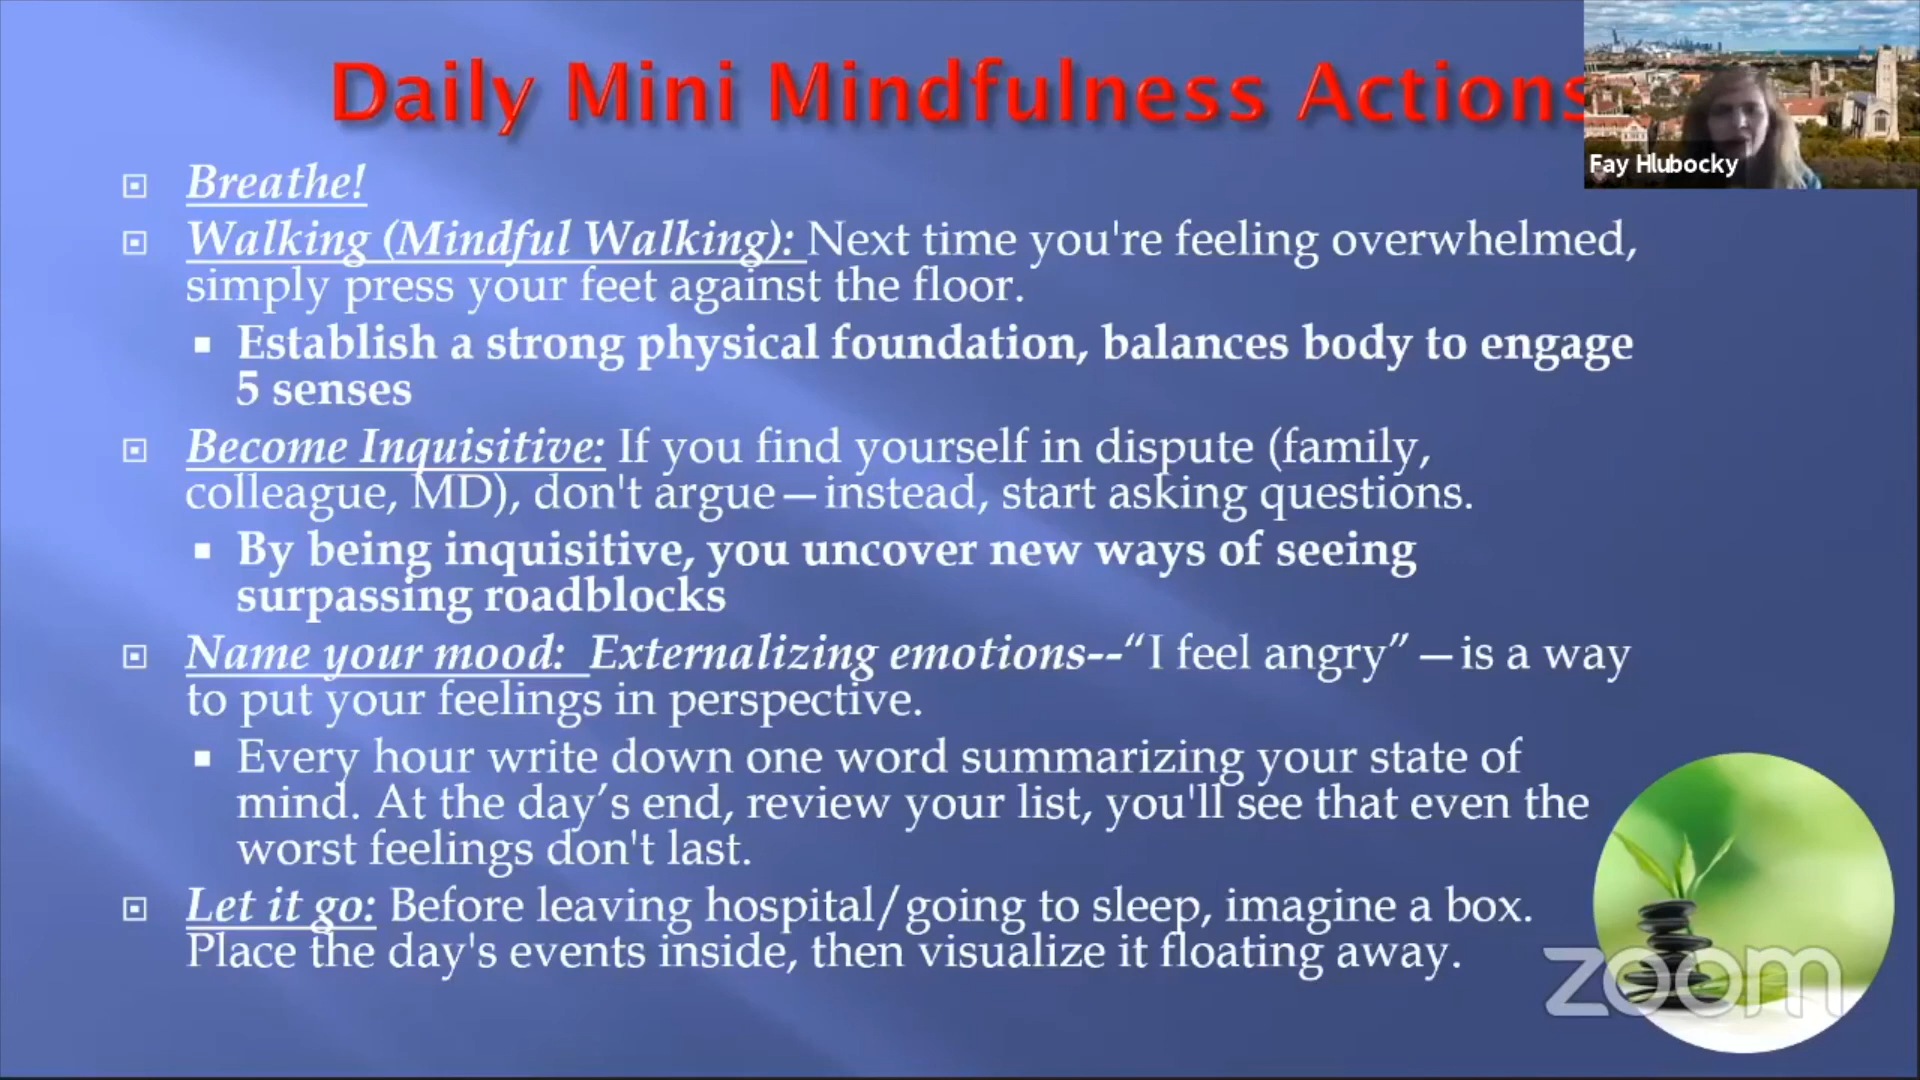 Daily Mini Mindfulness Actions
Fay Hlubocky
Breathe!
Walking (Mindful Walking): Next time you're feeling overwhelmed,
simply press your feet against the floor.
Establish a strong physical foundation, balances body to engage
5 senses
Become Inquisitive: If you find yourself in dispute (family,
colleague, MD), don't argue—instead, start asking questions.
By being inquisitive, you uncover new ways of seeing
surpassing roadblocks
Name your mood: Externalizing emotions--“I feel angry”—is a way
to put your feelings in perspective.
Every hour write down one word summarizing your state of
mind. At the day’s end, review your list, you'll see that even the
worst feelings don't last.
Let it go: Before leaving hospital/going to sleep, imagine a box.
Place the day's events inside, then visualize it floating away.
zoom